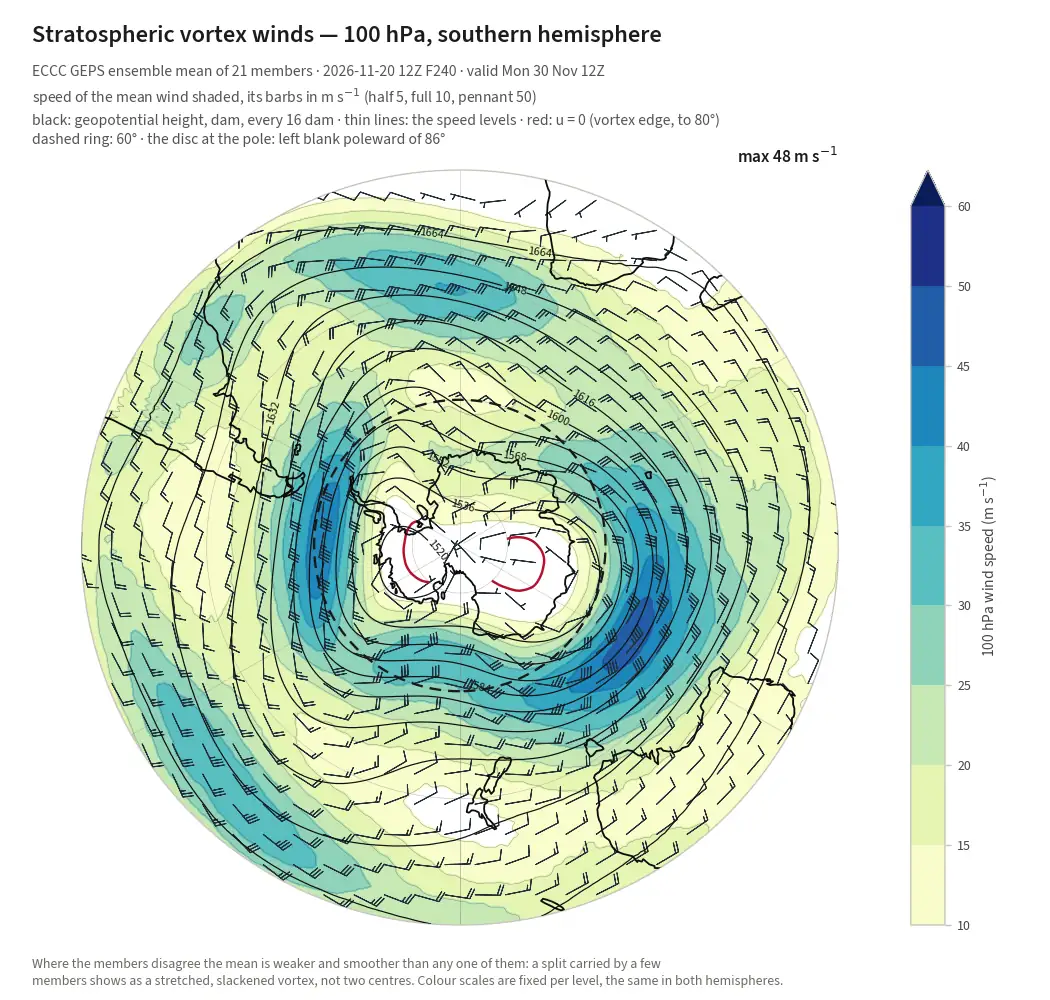 Stratospheric vortex winds — 100 hPa, southern hemisphere
ECCC GEPS ensemble mean of 21 members · 2026-11-20 12Z F240 · valid Mon 30 Nov 12Z
speed of the mean wind shaded, its barbs in m s⁻¹ (half 5, full 10, pennant 50)
black: geopotential height, dam, every 16 dam · thin lines: the speed levels · red: u = 0 (vortex edge, to 80°)
dashed ring: 60° · the disc at the pole: left blank poleward of 86°
max 48 m s⁻¹
1664
1664
1648
1632
1616
1600
1568
1536
1520
60
50
45
40
35
30
25
20
15
10
100 hPa wind speed (m s⁻¹)
Where the members disagree the mean is weaker and smoother than any one of them: a split carried by a few
members shows as a stretched, slackened vortex, not two centres. Colour scales are fixed per level, the same in both hemispheres.